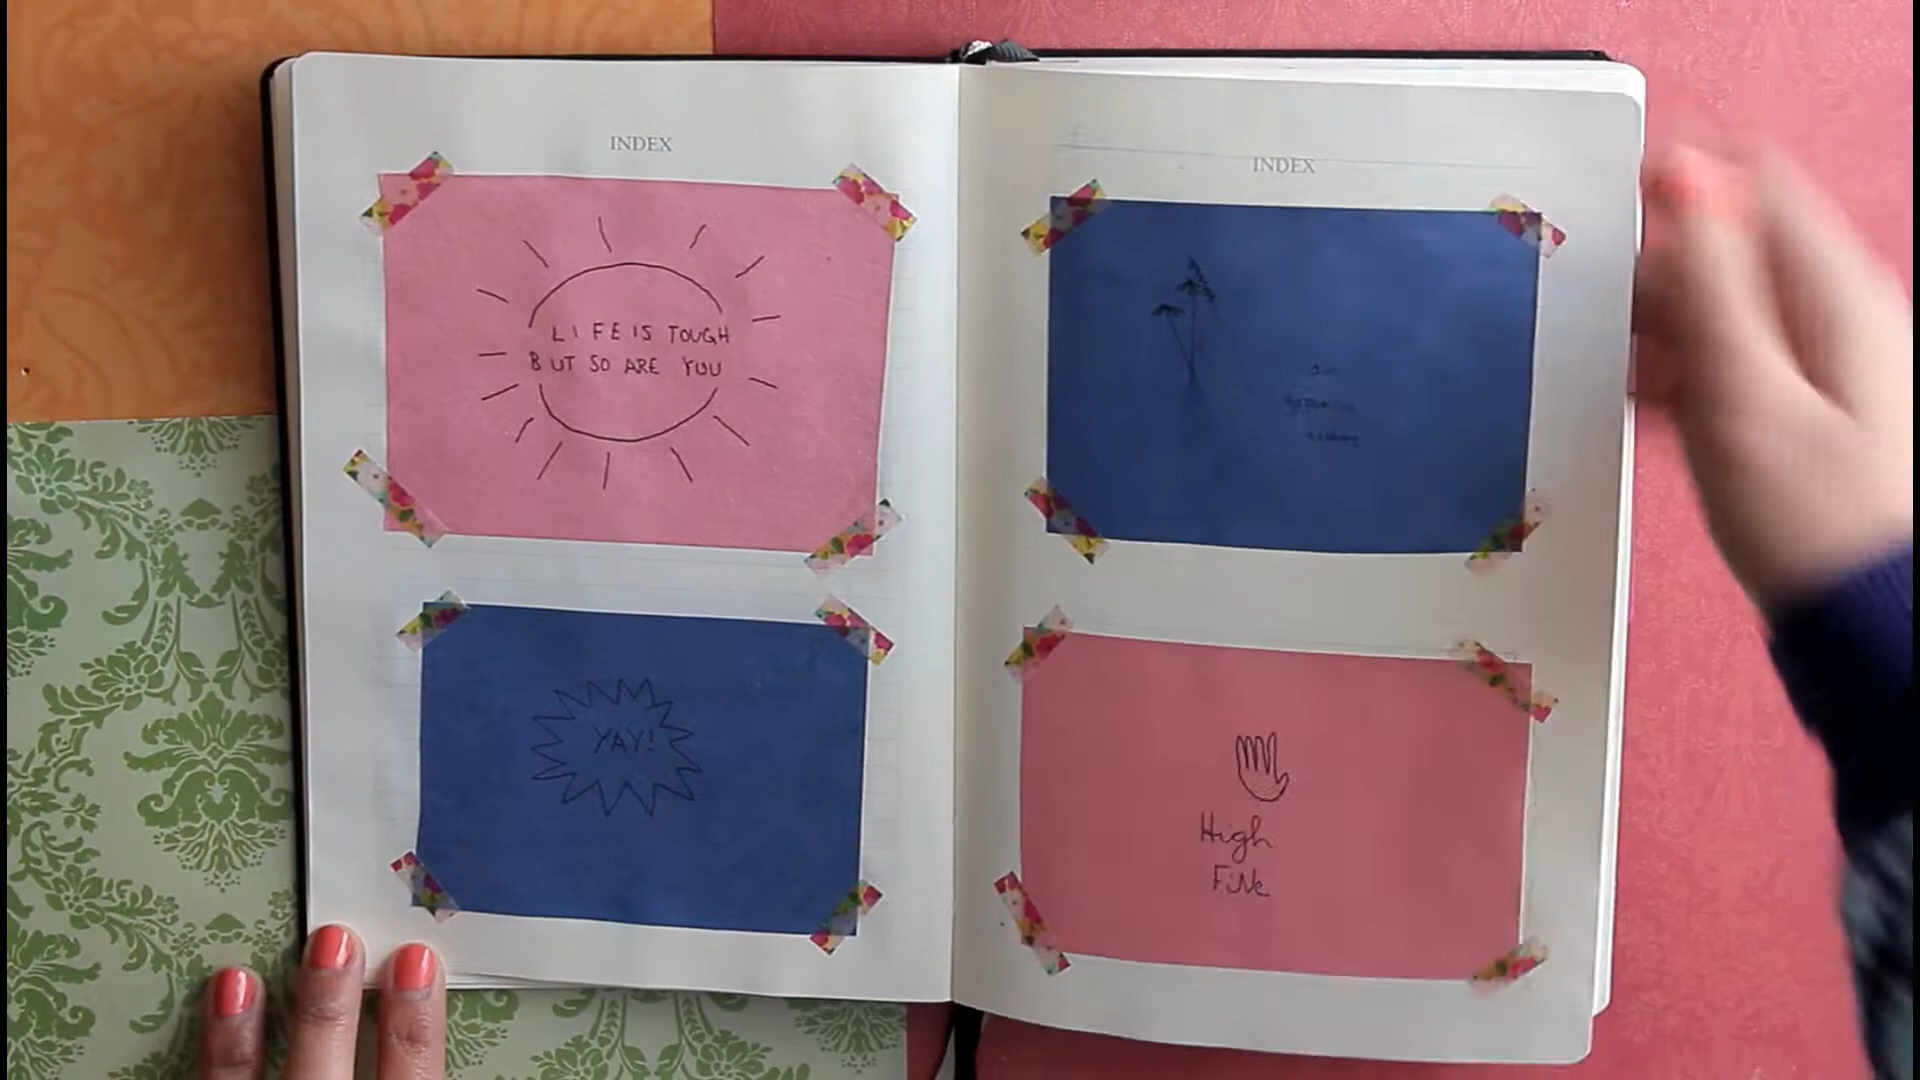 INDEX
LIFE IS TOUGH
BUT SO ARE YOU
YAY!
INDEX
High
Five